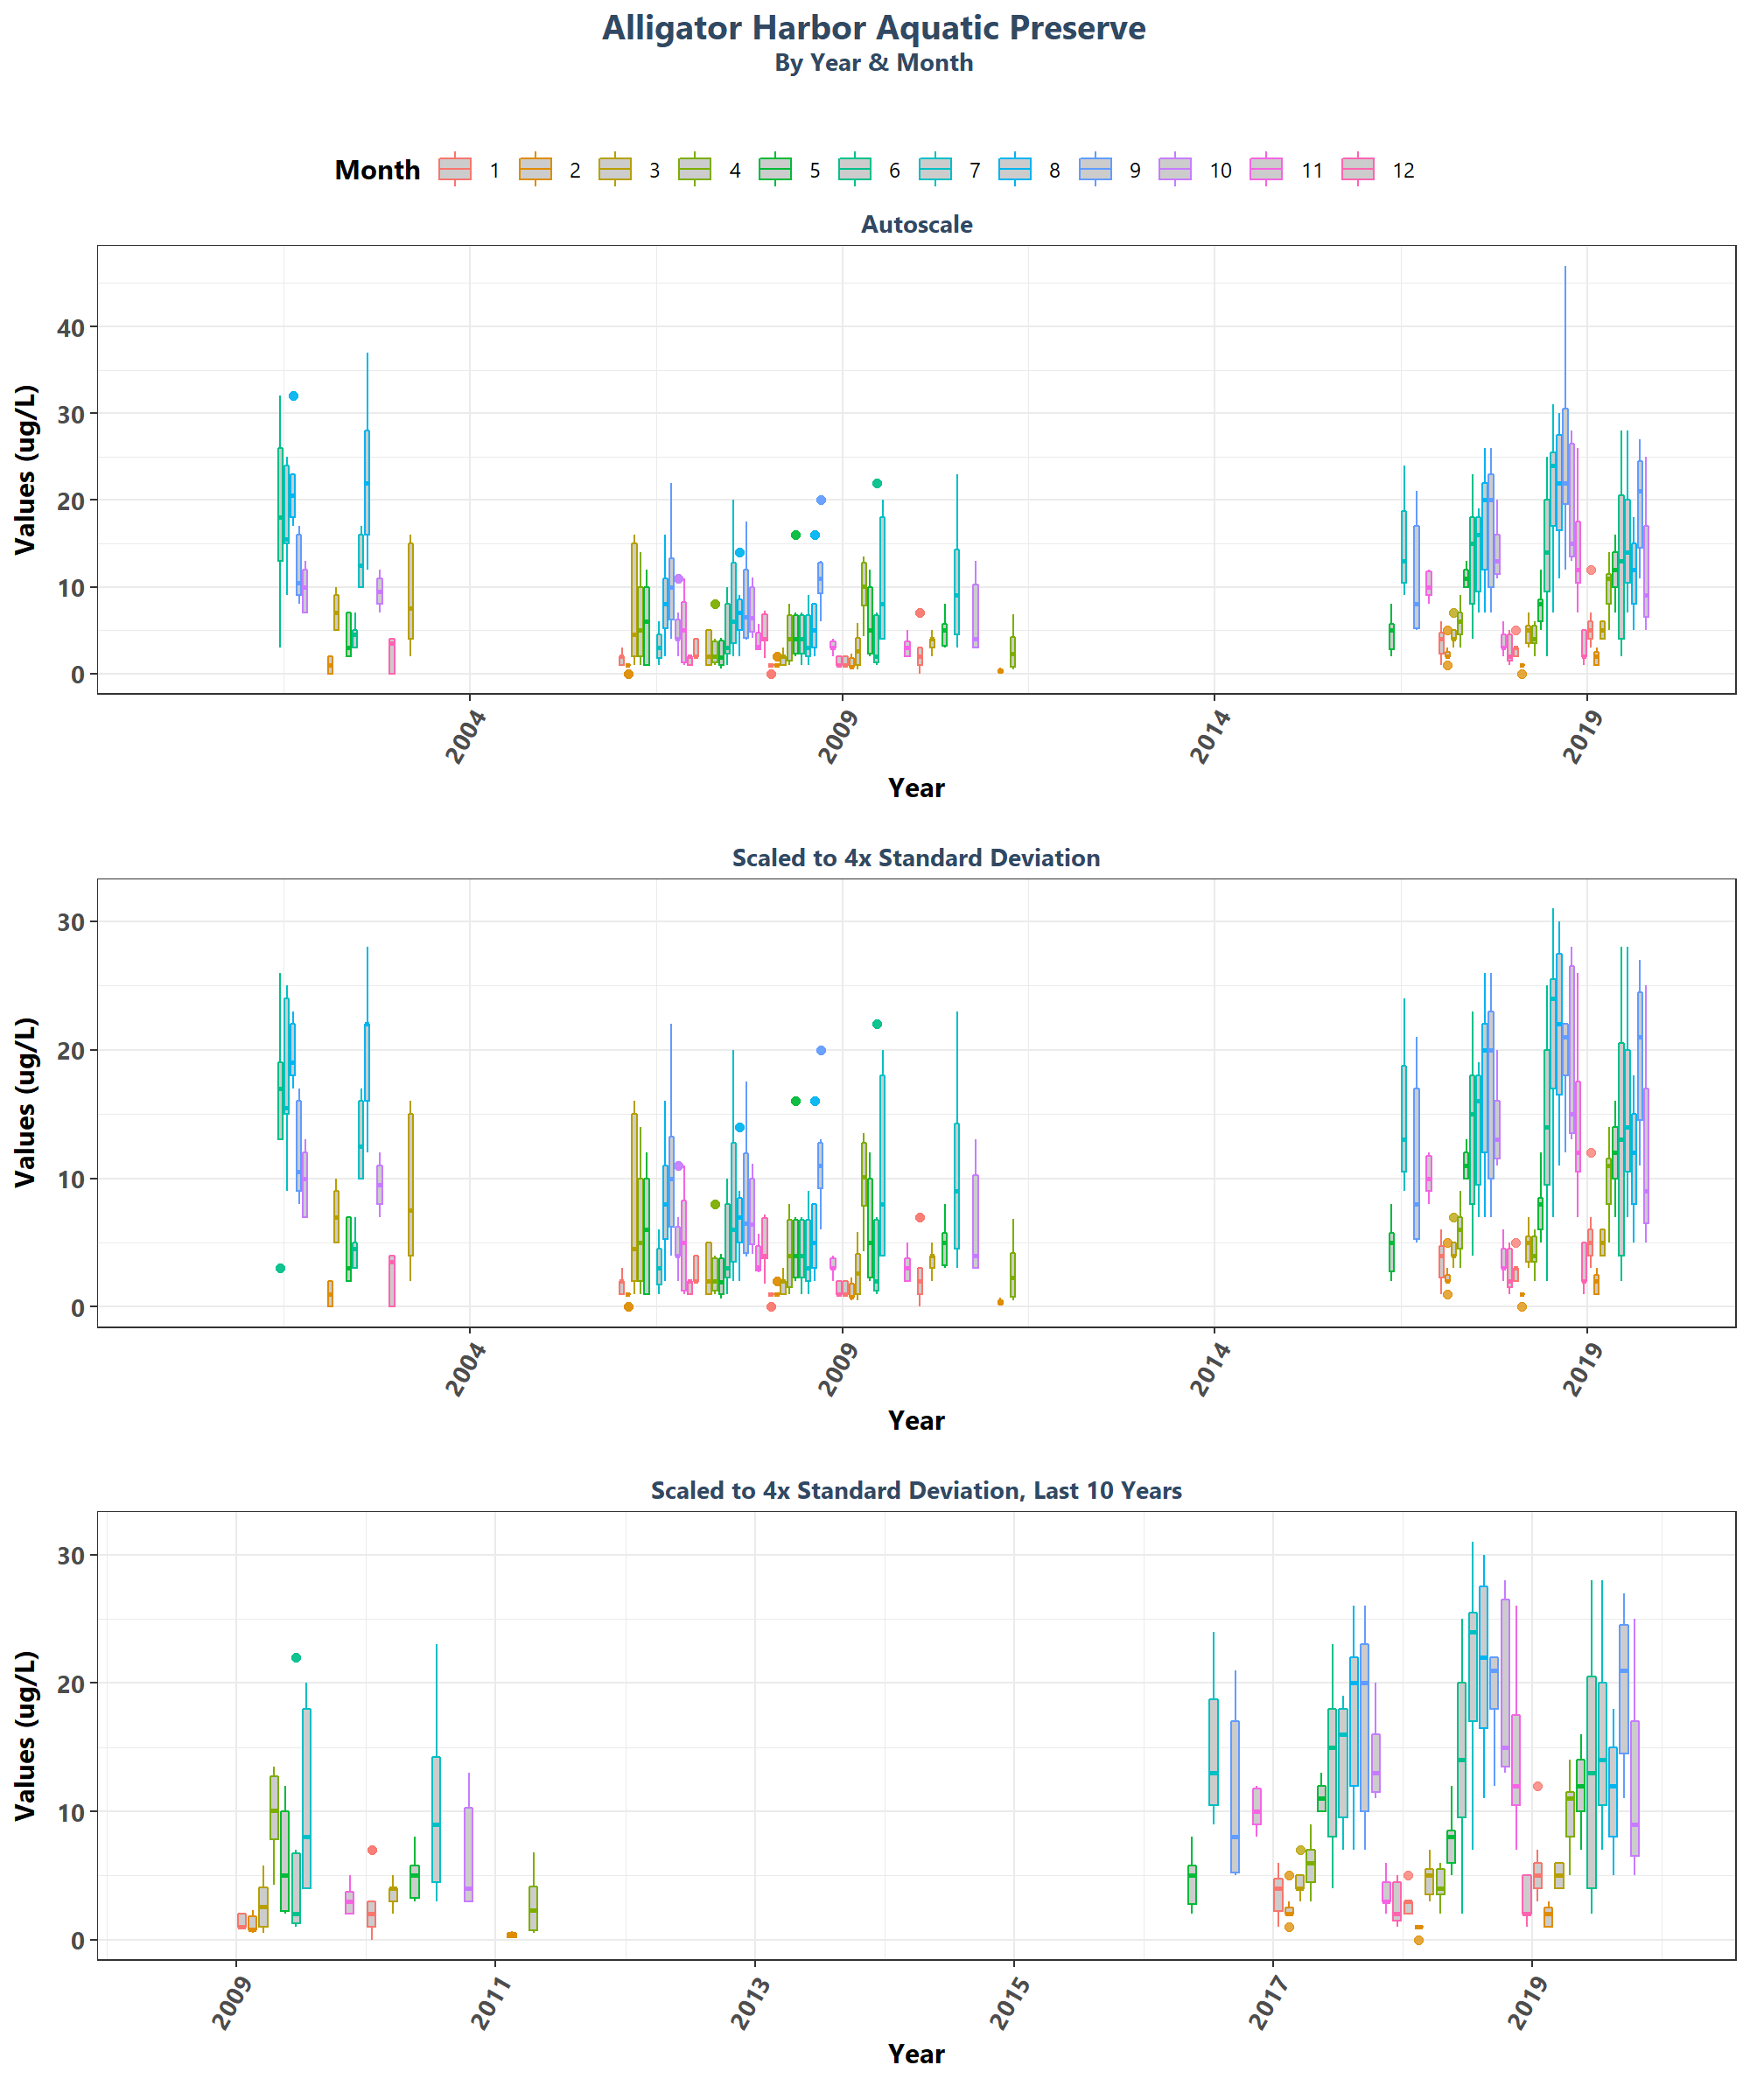 Alligator Harbor Aquatic Preserve
By Year & Month
Month 1 2 3 4 5 6 7 8 9 10 11 12
Autoscale
Values (ug/L)
40
30
20
10
0
2004 2009 2014 2019
Year
Scaled to 4x Standard Deviation
Values (ug/L)
30
20
10
0
2004 2009 2014 2019
Year
Scaled to 4x Standard Deviation, Last 10 Years
Values (ug/L)
30
20
10
0
2009 2011 2013 2015 2017 2019
Year